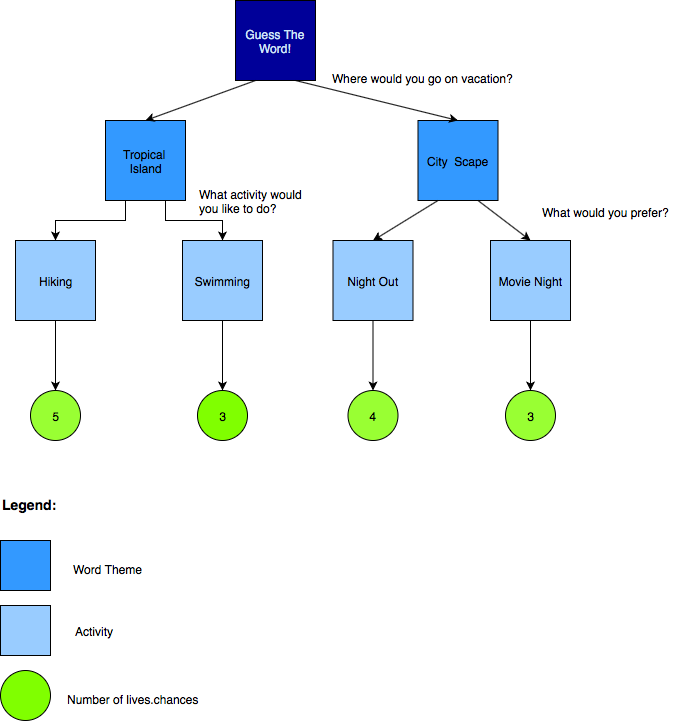 Guess The
Word!
Where would you go on vacation?
Tropical
Island
City Scape
What activity would
you like to do?
What would you prefer?
Hiking
Swimming
Night Out
Movie Night
5
3
4
3
Legend:
Word Theme
Activity
Number of lives.chances